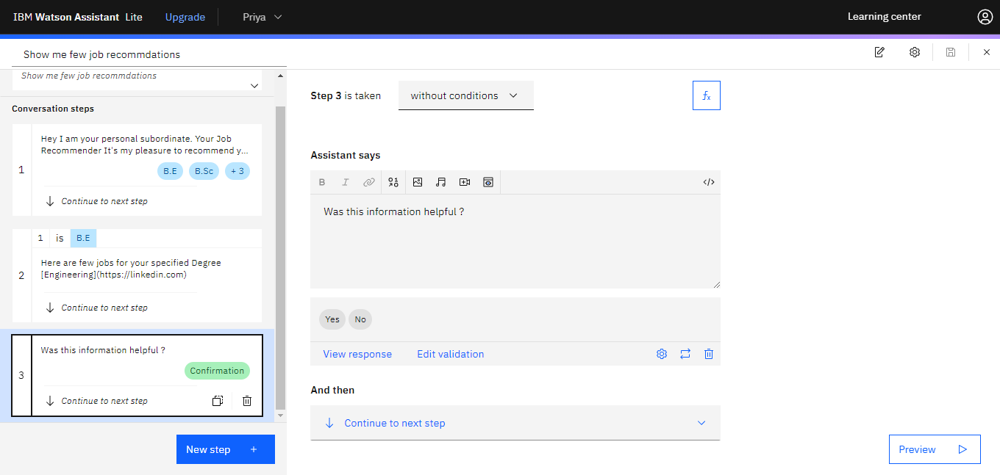 IBM Watson Assistant Lite Upgrade Priya Learning center
Show me few job recommdations
Show me few job recommdations
Conversation steps
1
Hey I am your personal subordinate. Your Job
Recommender It's my pleasure to recommend y...
B.E B.Sc + 3
Continue to next step
1 is B.E
2
Here are few jobs for your specified Degree
[Engineering](https://linkedin.com)
Continue to next step
3
Was this information helpful ?
Confirmation
Continue to next step
New step +
Step 3 is taken without conditions fx
Assistant says
B I </>
Was this information helpful ?
Yes No
View response Edit validation
And then
Continue to next step
Preview